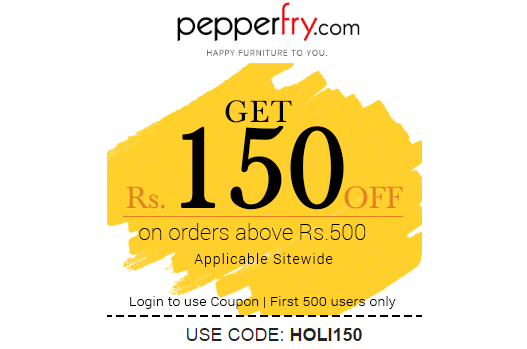 pepperfry.com
HAPPY FURNITURE TO YOU.
GET
Rs. 150 OFF
on orders above Rs.500
Applicable Sitewide
Login to use Coupon | First 500 users only
USE CODE: HOLI150